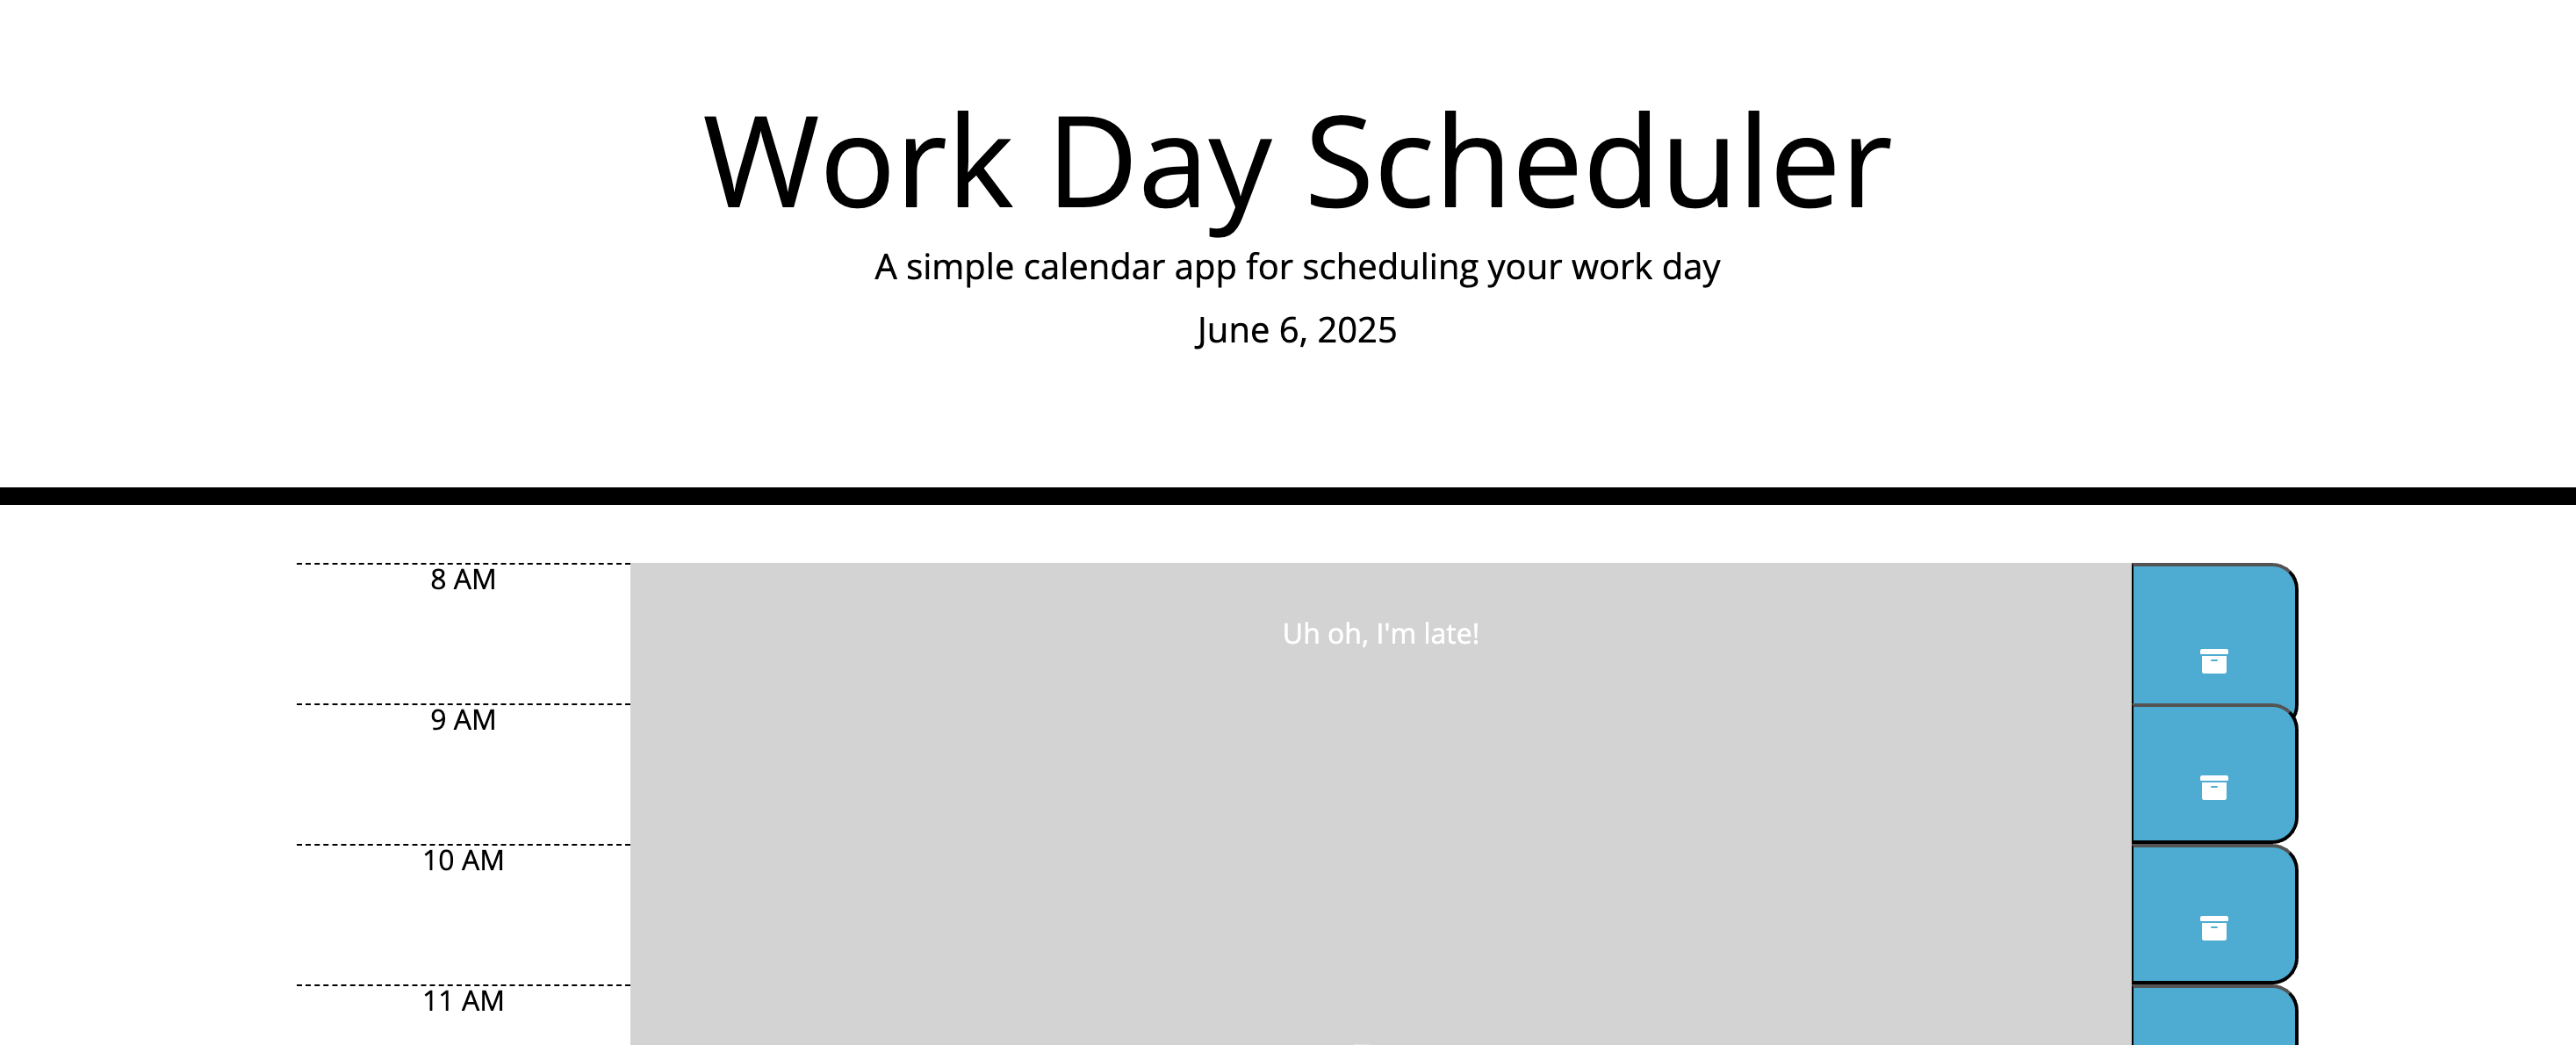 Work Day Scheduler
A simple calendar app for scheduling your work day
June 6, 2025
8 AM
Uh oh, I'm late!
9 AM
10 AM
11 AM